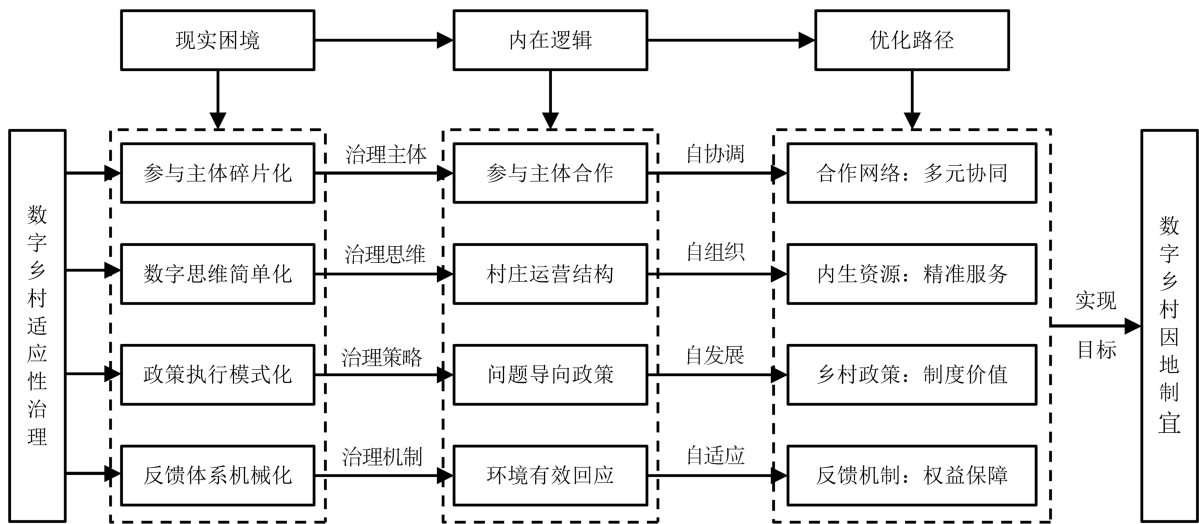 现实困境
内在逻辑
优化路径
数字乡村适应性治理
参与主体碎片化
治理主体
参与主体合作
自协调
合作网络：多元协同
数字思维简单化
治理思维
村庄运营结构
自组织
内生资源：精准服务
政策执行模式化
治理策略
问题导向政策
自发展
乡村政策：制度价值
反馈体系机械化
治理机制
环境有效回应
自适应
反馈机制：权益保障
实现
目标
数字乡村因地制宜